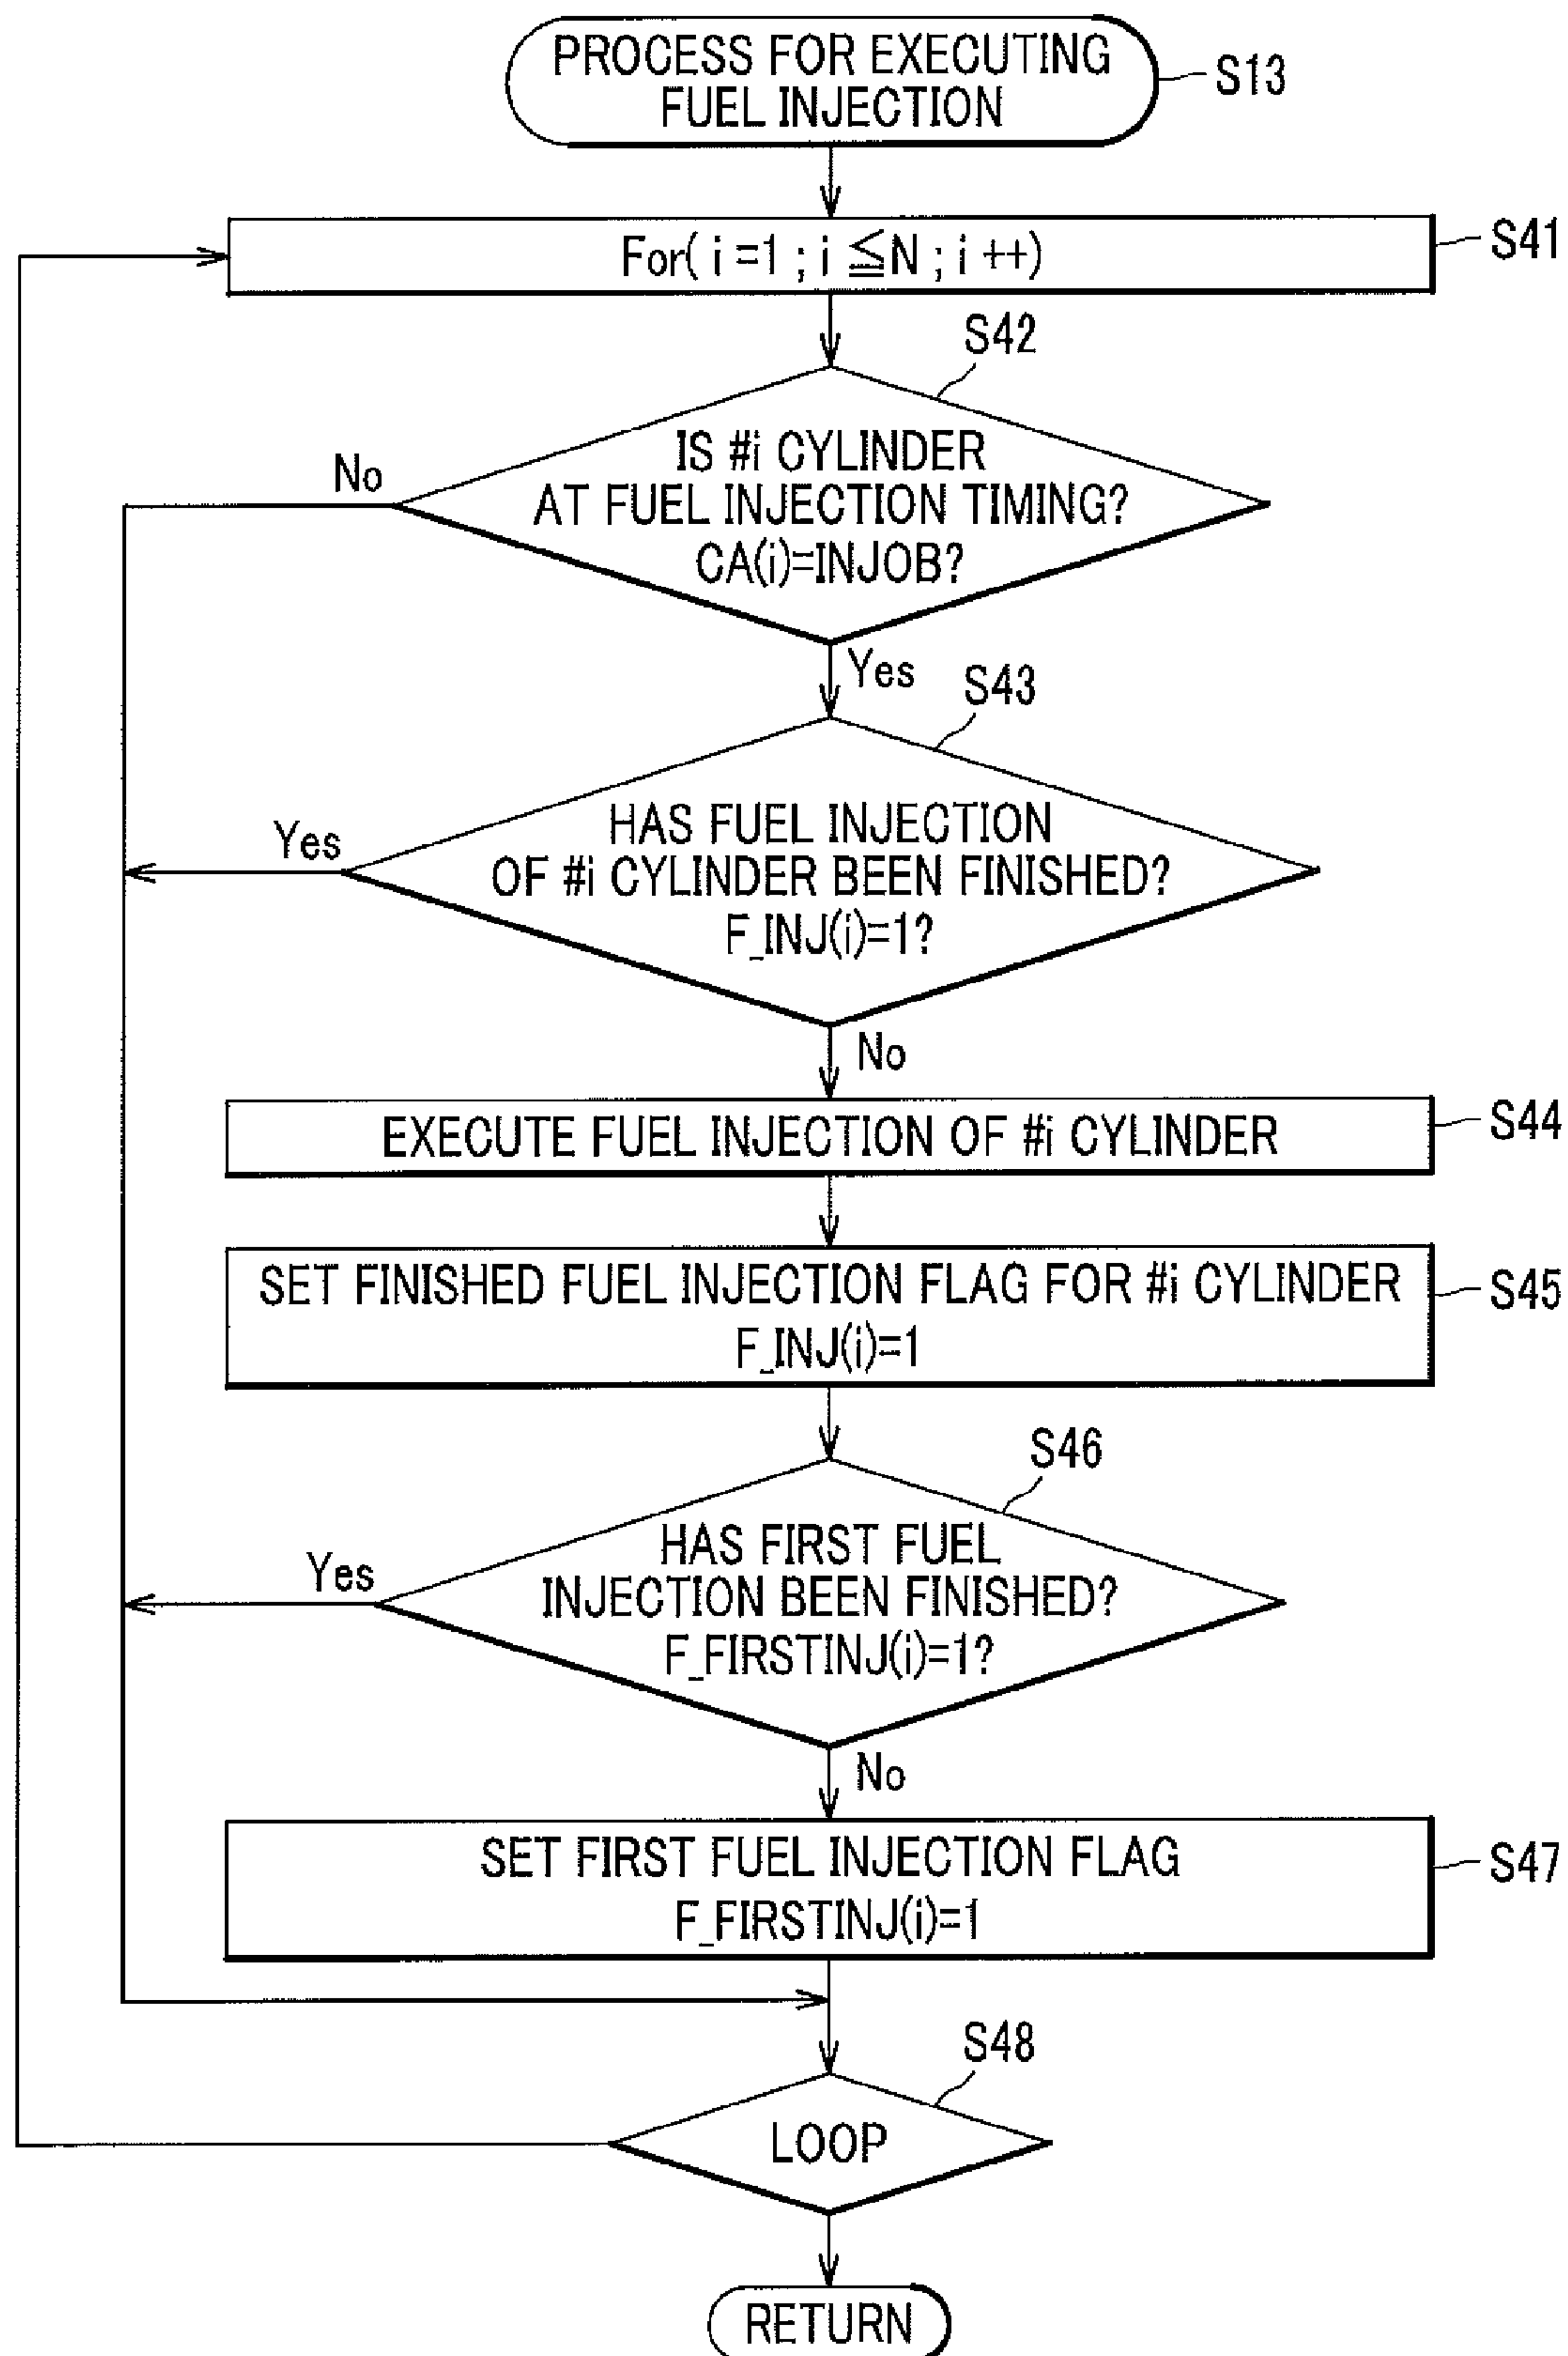 PROCESS FOR EXECUTING
FUEL INJECTION
S13
For( i =1 ; i ≦N ; i ++)
S41
S42
IS #i CYLINDER
AT FUEL INJECTION TIMING?
CA(i)=INJOB?
No
Yes
S43
HAS FUEL INJECTION
OF #i CYLINDER BEEN FINISHED?
F_INJ(i)=1?
Yes
No
EXECUTE FUEL INJECTION OF #i CYLINDER
S44
SET FINISHED FUEL INJECTION FLAG FOR #i CYLINDER
F_INJ(i)=1
S45
S46
HAS FIRST FUEL
INJECTION BEEN FINISHED?
F_FIRSTINJ(i)=1?
Yes
No
SET FIRST FUEL INJECTION FLAG
F_FIRSTINJ(i)=1
S47
S48
LOOP
RETURN